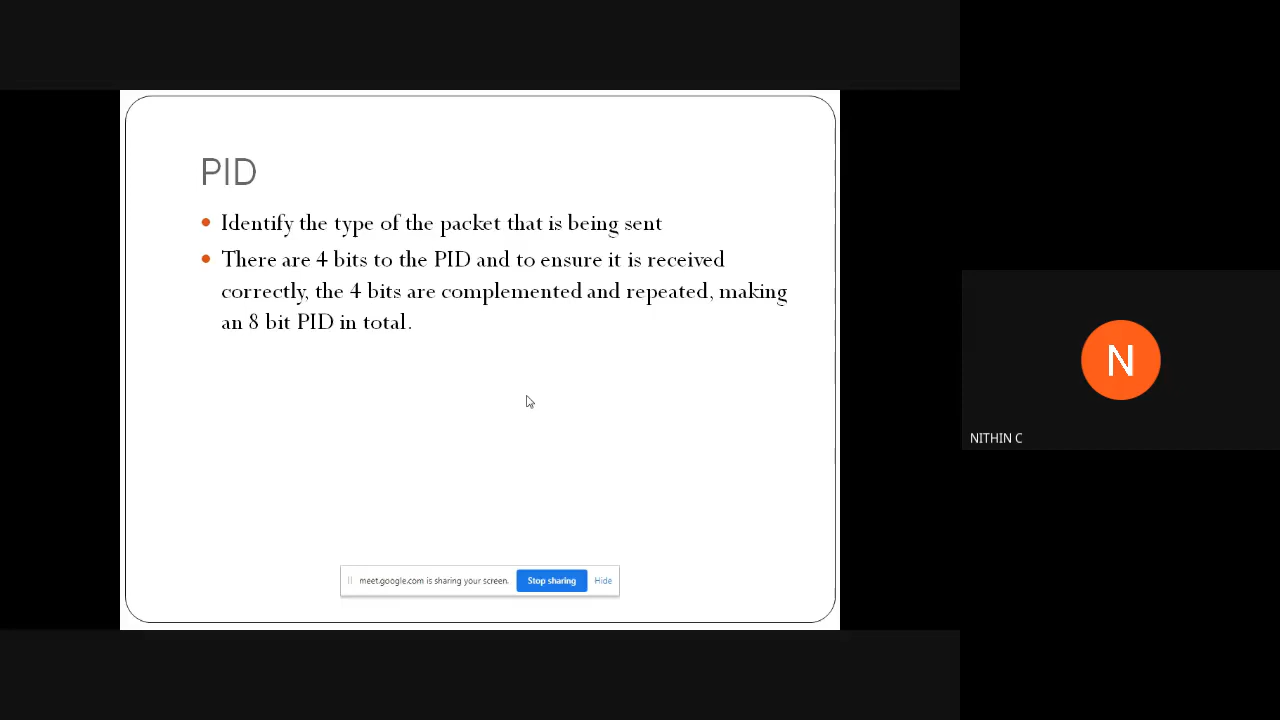 PID
Identify the type of the packet that is being sent
There are 4 bits to the PID and to ensure it is received
correctly, the 4 bits are complemented and repeated, making
an 8 bit PID in total.
meet.google.com is sharing your screen. Stop sharing Hide
N
NITHIN C